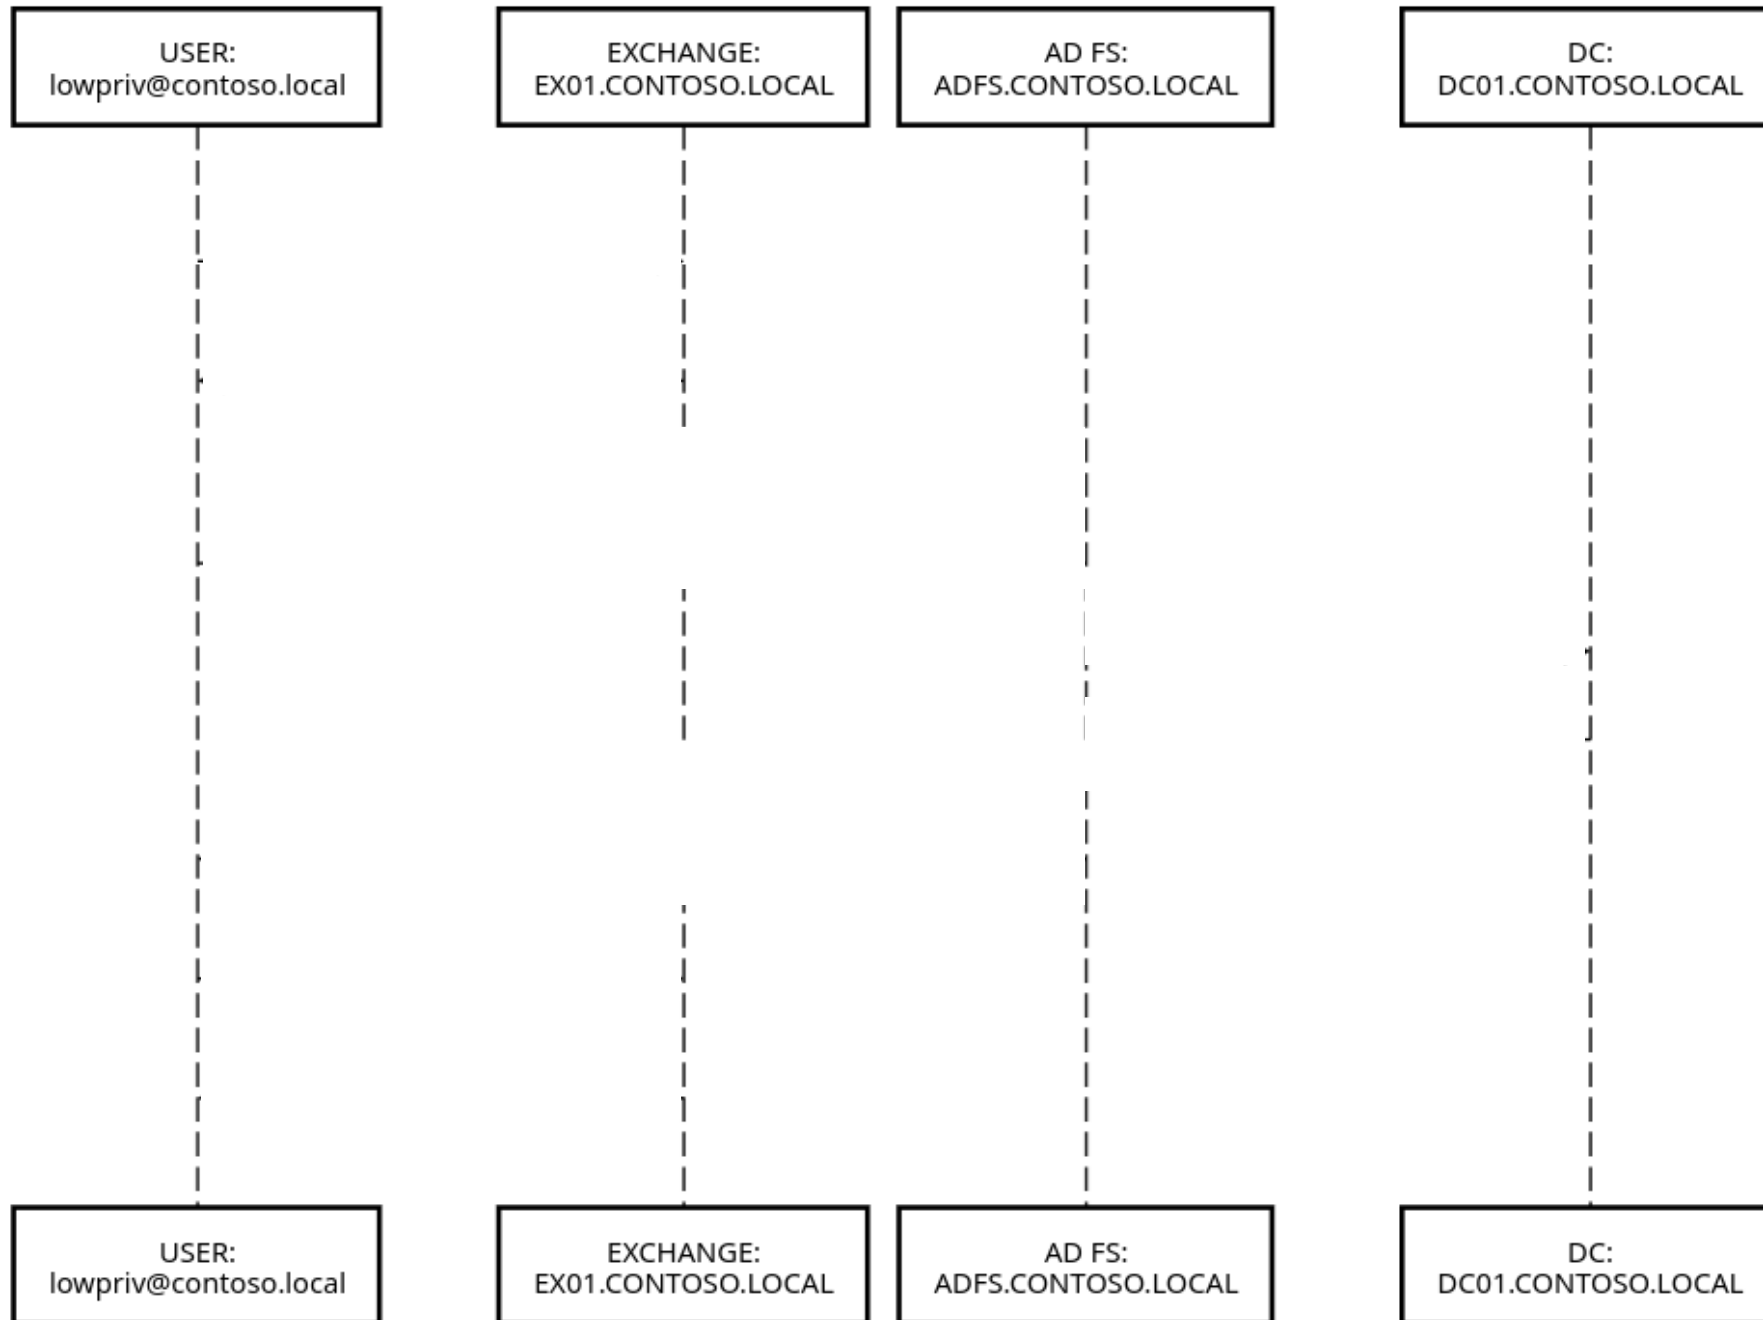 USER:
lowpriv@contoso.local
EXCHANGE:
EX01.CONTOSO.LOCAL
AD FS:
ADFS.CONTOSO.LOCAL
DC:
DC01.CONTOSO.LOCAL
USER:
lowpriv@contoso.local
EXCHANGE:
EX01.CONTOSO.LOCAL
AD FS:
ADFS.CONTOSO.LOCAL
DC:
DC01.CONTOSO.LOCAL